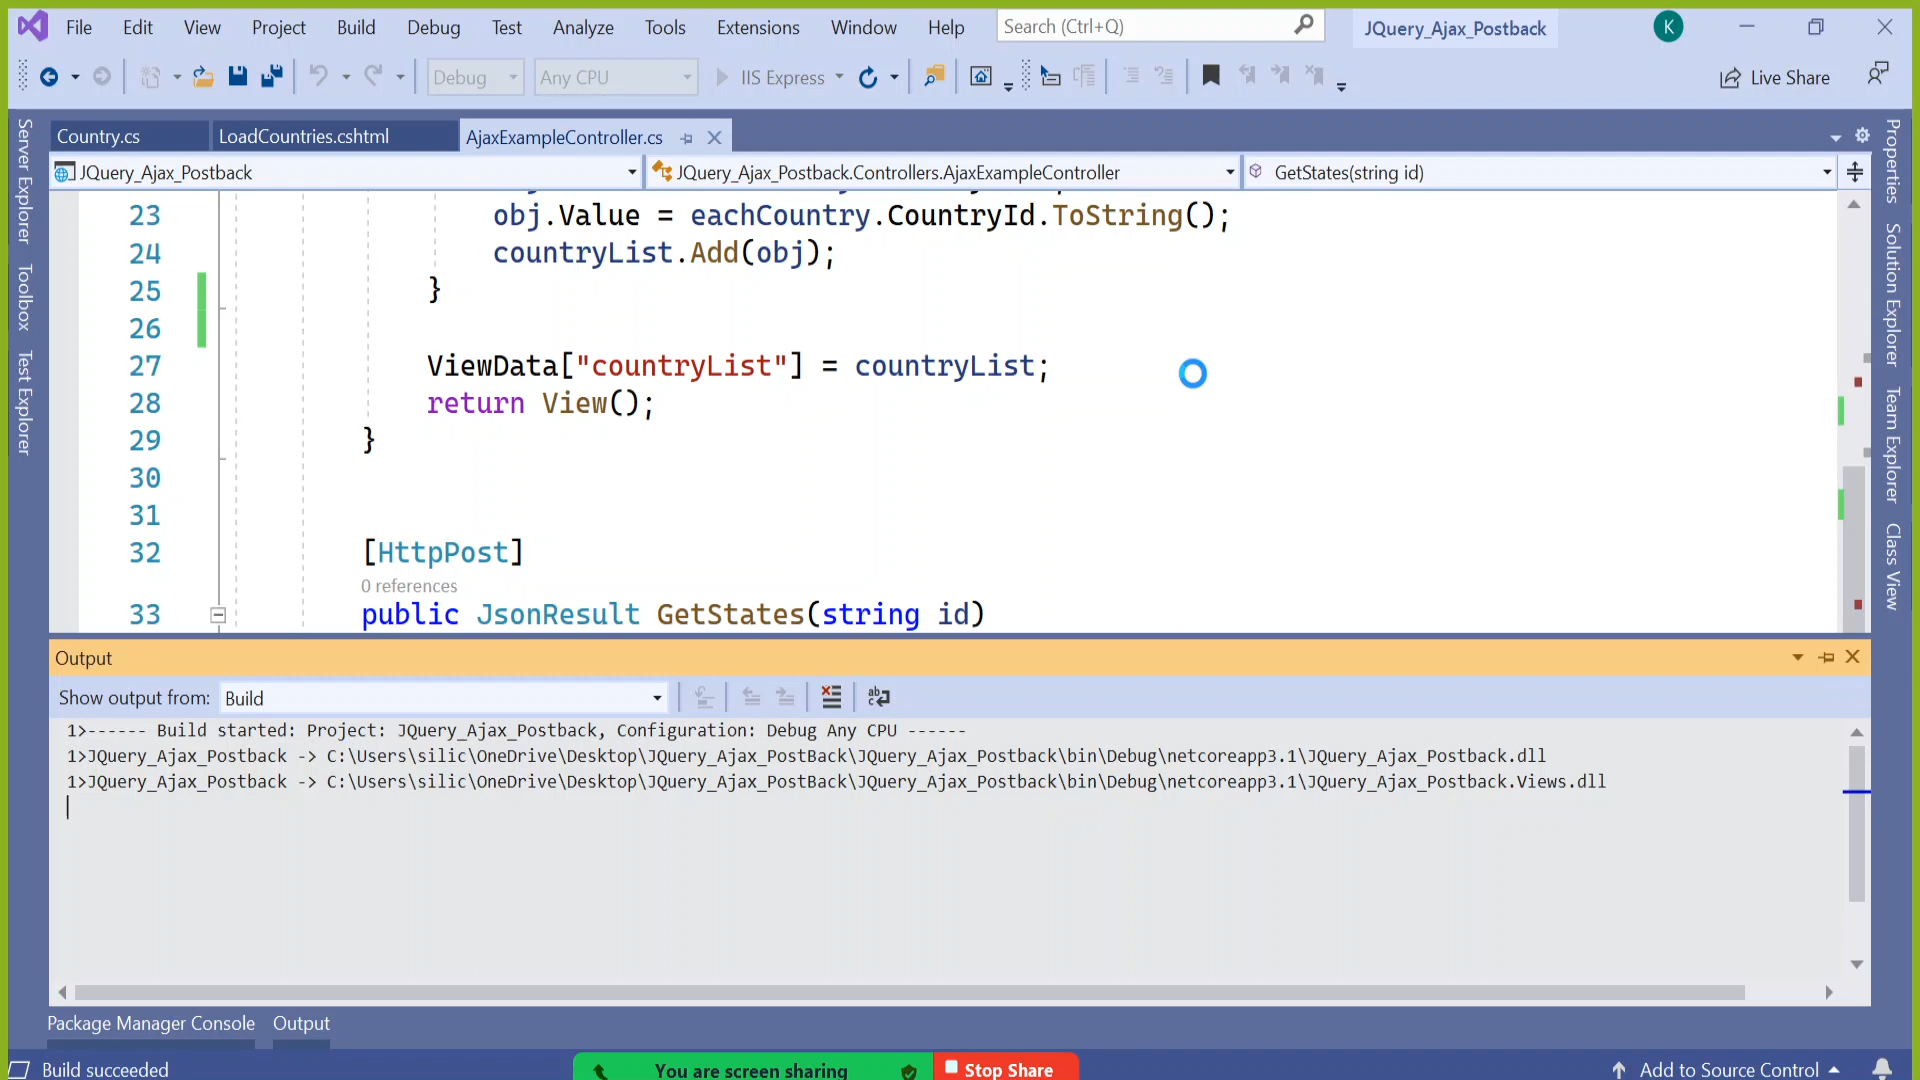 File Edit View Project Build Debug Test Analyze Tools Extensions Window Help Search (Ctrl+Q) JQuery_Ajax_Postback K
Debug Any CPU IIS Express Live Share
Server Explorer
Toolbox
Test Explorer
Country.cs LoadCountries.cshtml AjaxExampleController.cs
JQuery_Ajax_Postback JQuery_Ajax_Postback.Controllers.AjaxExampleController GetStates(string id)
23 obj.Value = eachCountry.CountryId.ToString();
24 countryList.Add(obj);
25 }
26
27 ViewData["countryList"] = countryList;
28 return View();
29 }
30
31
32 [HttpPost]
0 references
33 public JsonResult GetStates(string id)
Properties
Solution Explorer
Team Explorer
Class View
Output
Show output from: Build
1>------ Build started: Project: JQuery_Ajax_Postback, Configuration: Debug Any CPU ------
1>JQuery_Ajax_Postback -> C:\Users\silic\OneDrive\Desktop\JQuery_Ajax_PostBack\JQuery_Ajax_Postback\bin\Debug\netcoreapp3.1\JQuery_Ajax_Postback.dll
1>JQuery_Ajax_Postback -> C:\Users\silic\OneDrive\Desktop\JQuery_Ajax_PostBack\JQuery_Ajax_Postback\bin\Debug\netcoreapp3.1\JQuery_Ajax_Postback.Views.dll
Package Manager Console Output
Build succeeded You are screen sharing Stop Share Add to Source Control